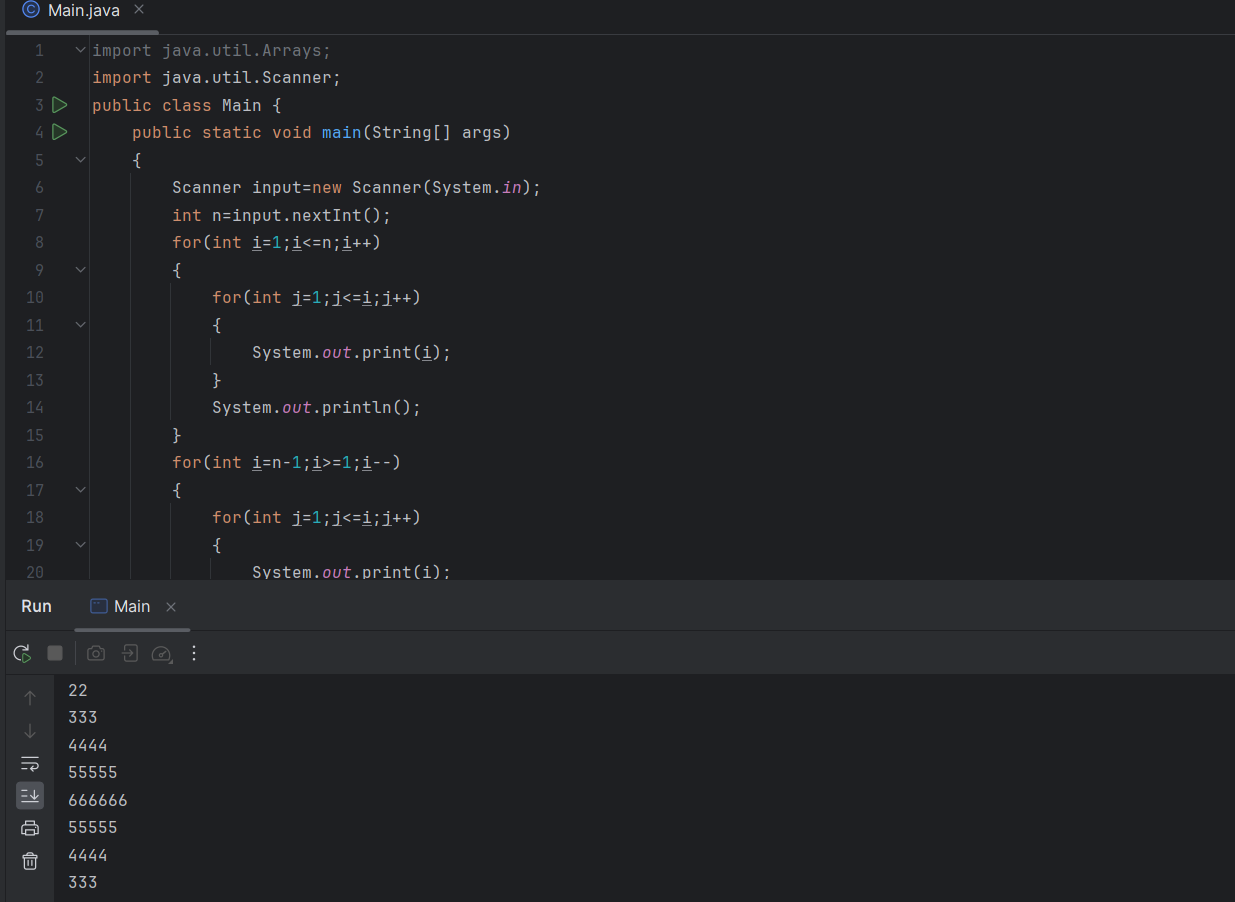 Main.java
1 import java.util.Arrays;
2 import java.util.Scanner;
3 public class Main {
4     public static void main(String[] args)
5     {
6         Scanner input=new Scanner(System.in);
7         int n=input.nextInt();
8         for(int i=1;i<=n;i++)
9         {
10             for(int j=1;j<=i;j++)
11             {
12                 System.out.print(i);
13             }
14             System.out.println();
15         }
16         for(int i=n-1;i>=1;i--)
17         {
18             for(int j=1;j<=i;j++)
19             {
20                 System.out.print(i);
Run Main
22
333
4444
55555
666666
55555
4444
333